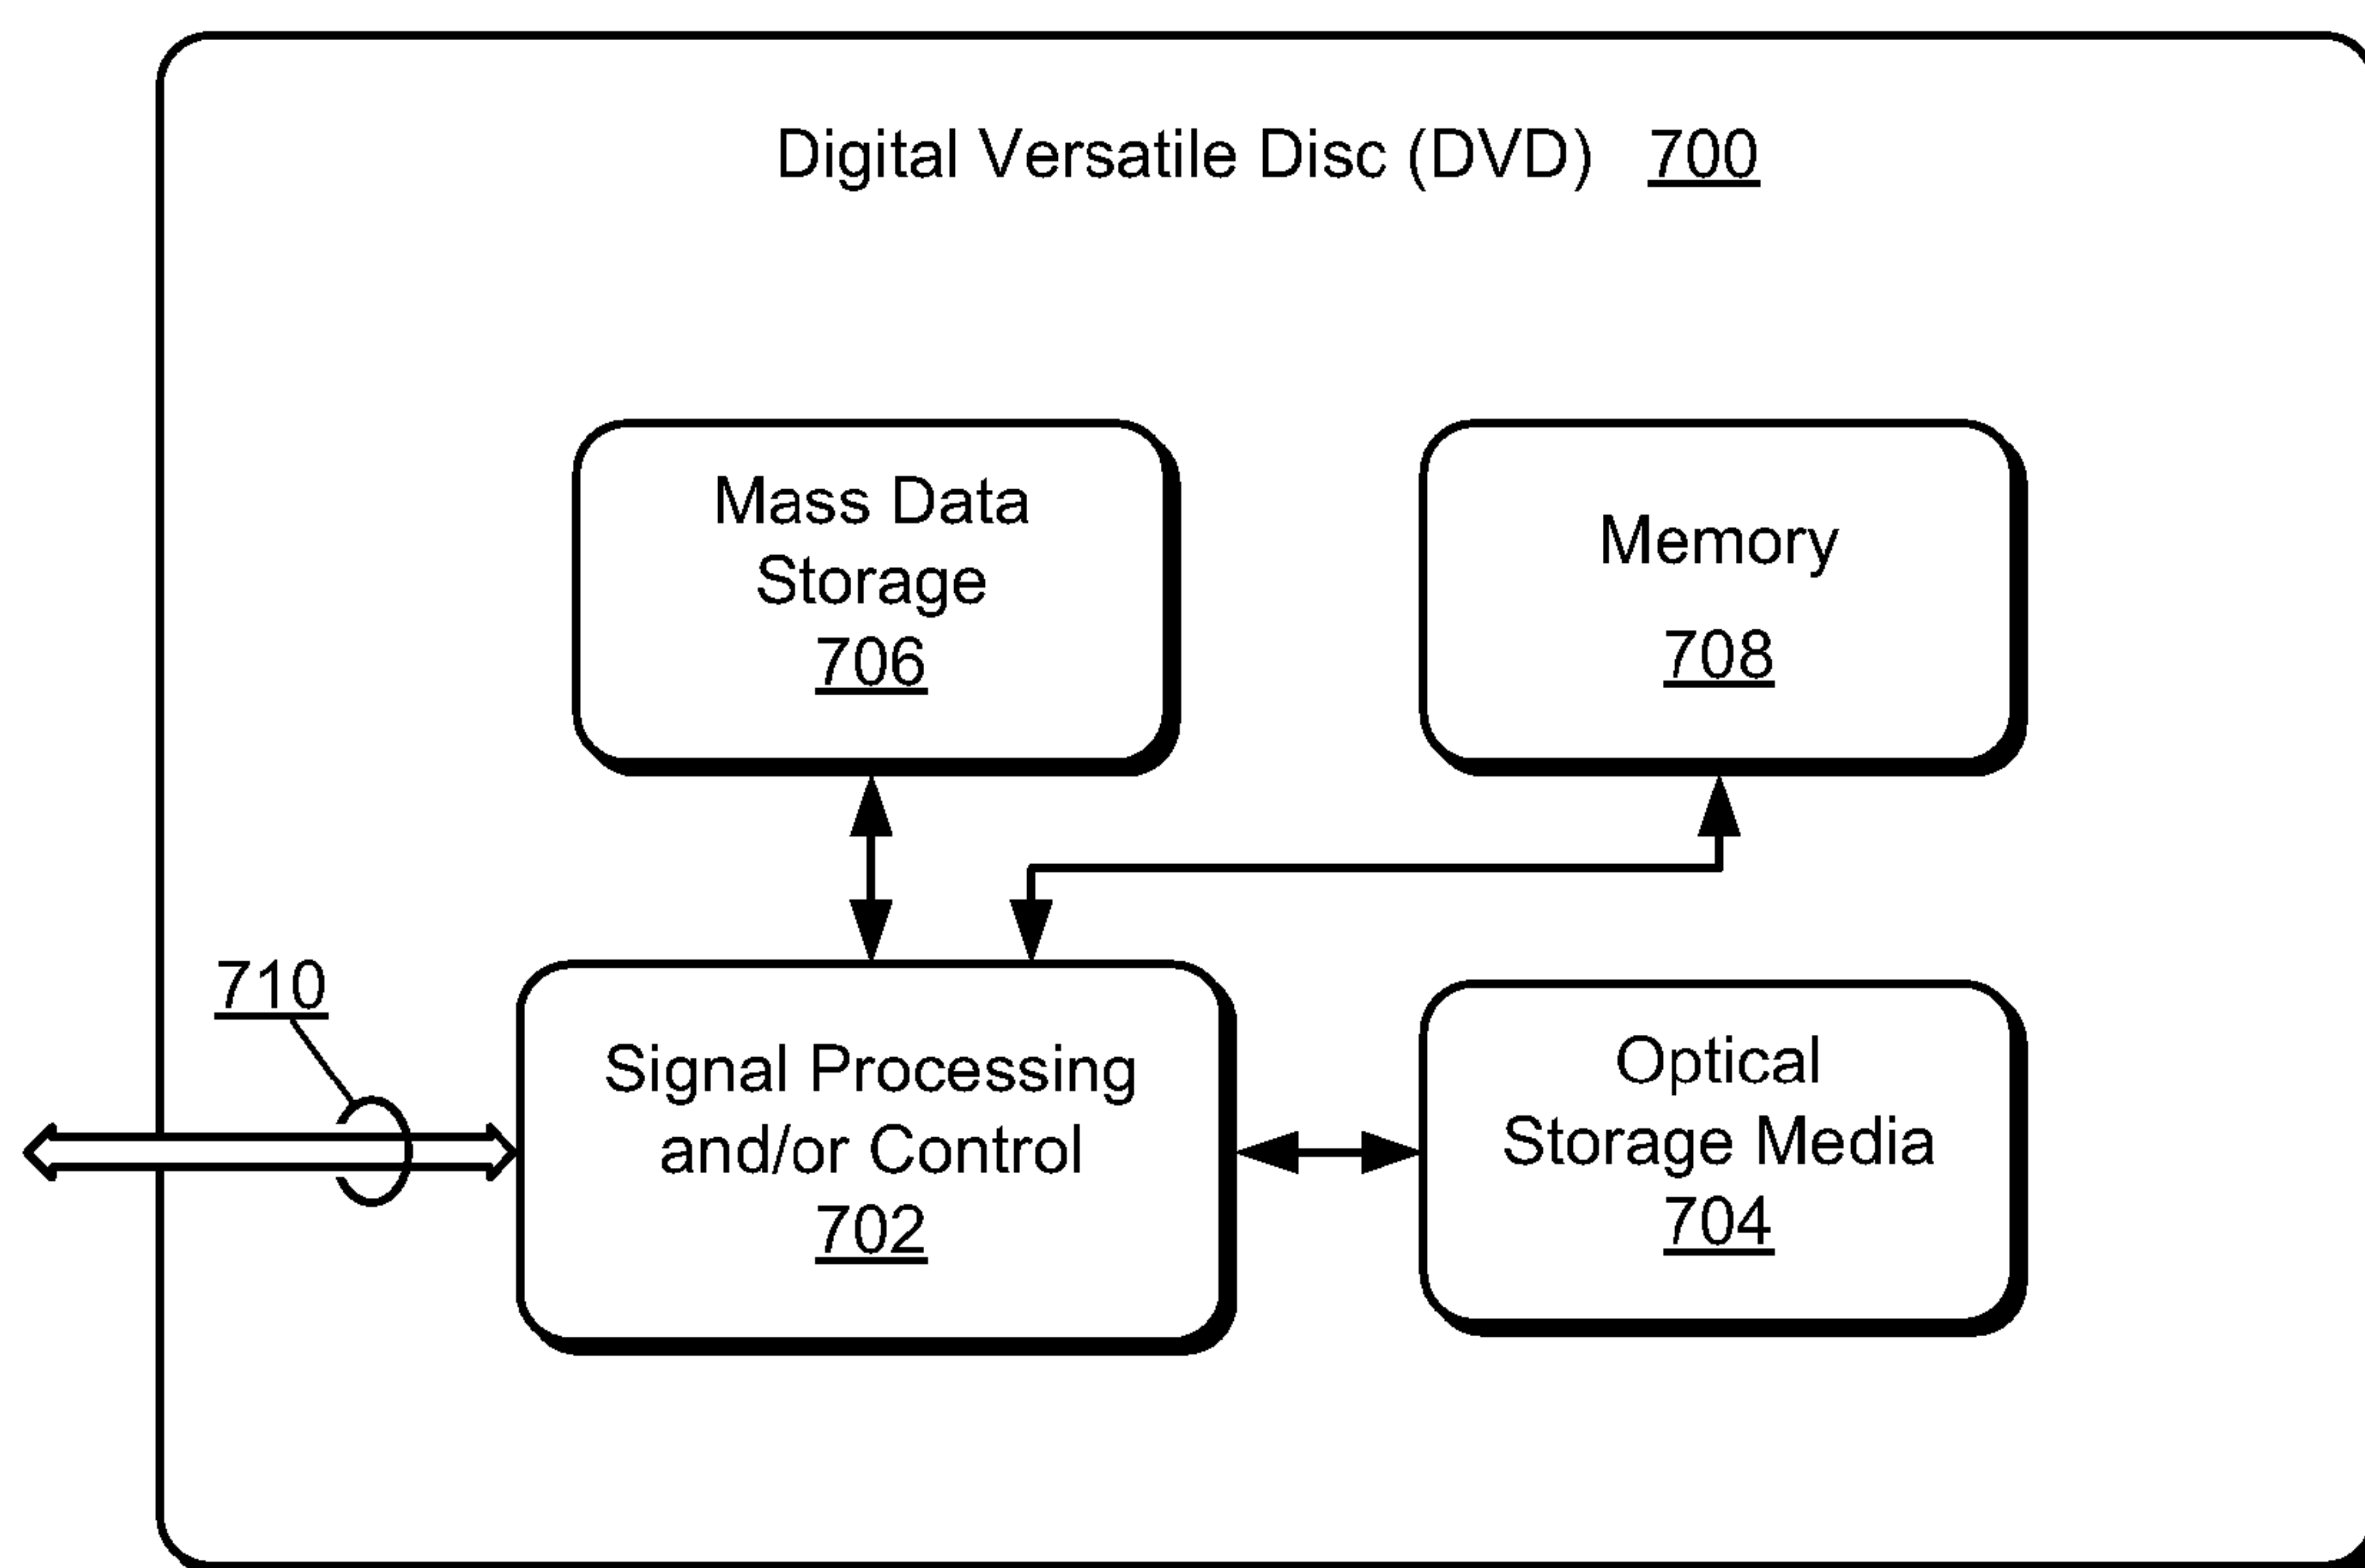 Digital Versatile Disc (DVD) 700
Mass Data
Storage
706
Memory
708
710
Signal Processing
and/or Control
702
Optical
Storage Media
704